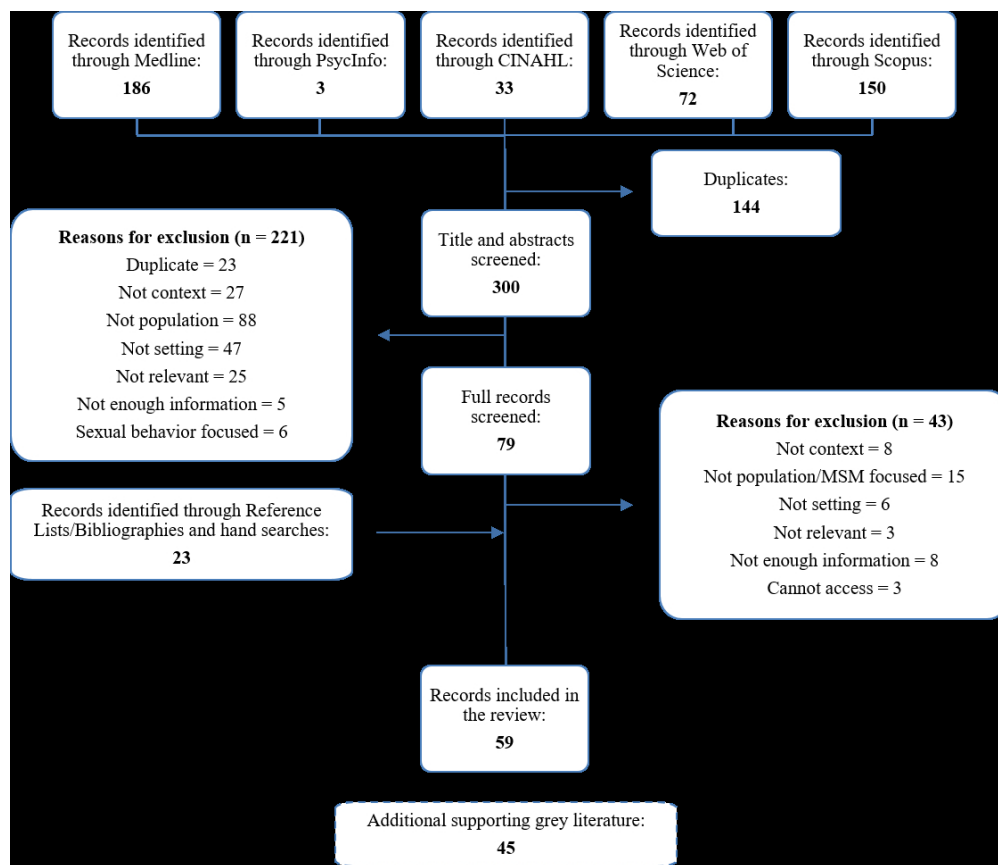 Records identified
through Medline:
186
Records identified
through PsycInfo:
3
Records identified
through CINAHL:
33
Records identified
through Web of
Science:
72
Records identified
through Scopus:
150
Duplicates:
144
Reasons for exclusion (n = 221)
Duplicate = 23
Not context = 27
Not population = 88
Not setting = 47
Not relevant = 25
Not enough information = 5
Sexual behavior focused = 6
Title and abstracts
screened:
300
Full records
screened:
79
Reasons for exclusion (n = 43)
Not context = 8
Not population/MSM focused = 15
Not setting = 6
Not relevant = 3
Not enough information = 8
Cannot access = 3
Records identified through Reference
Lists/Bibliographies and hand searches:
23
Records included in
the review:
59
Additional supporting grey literature:
45